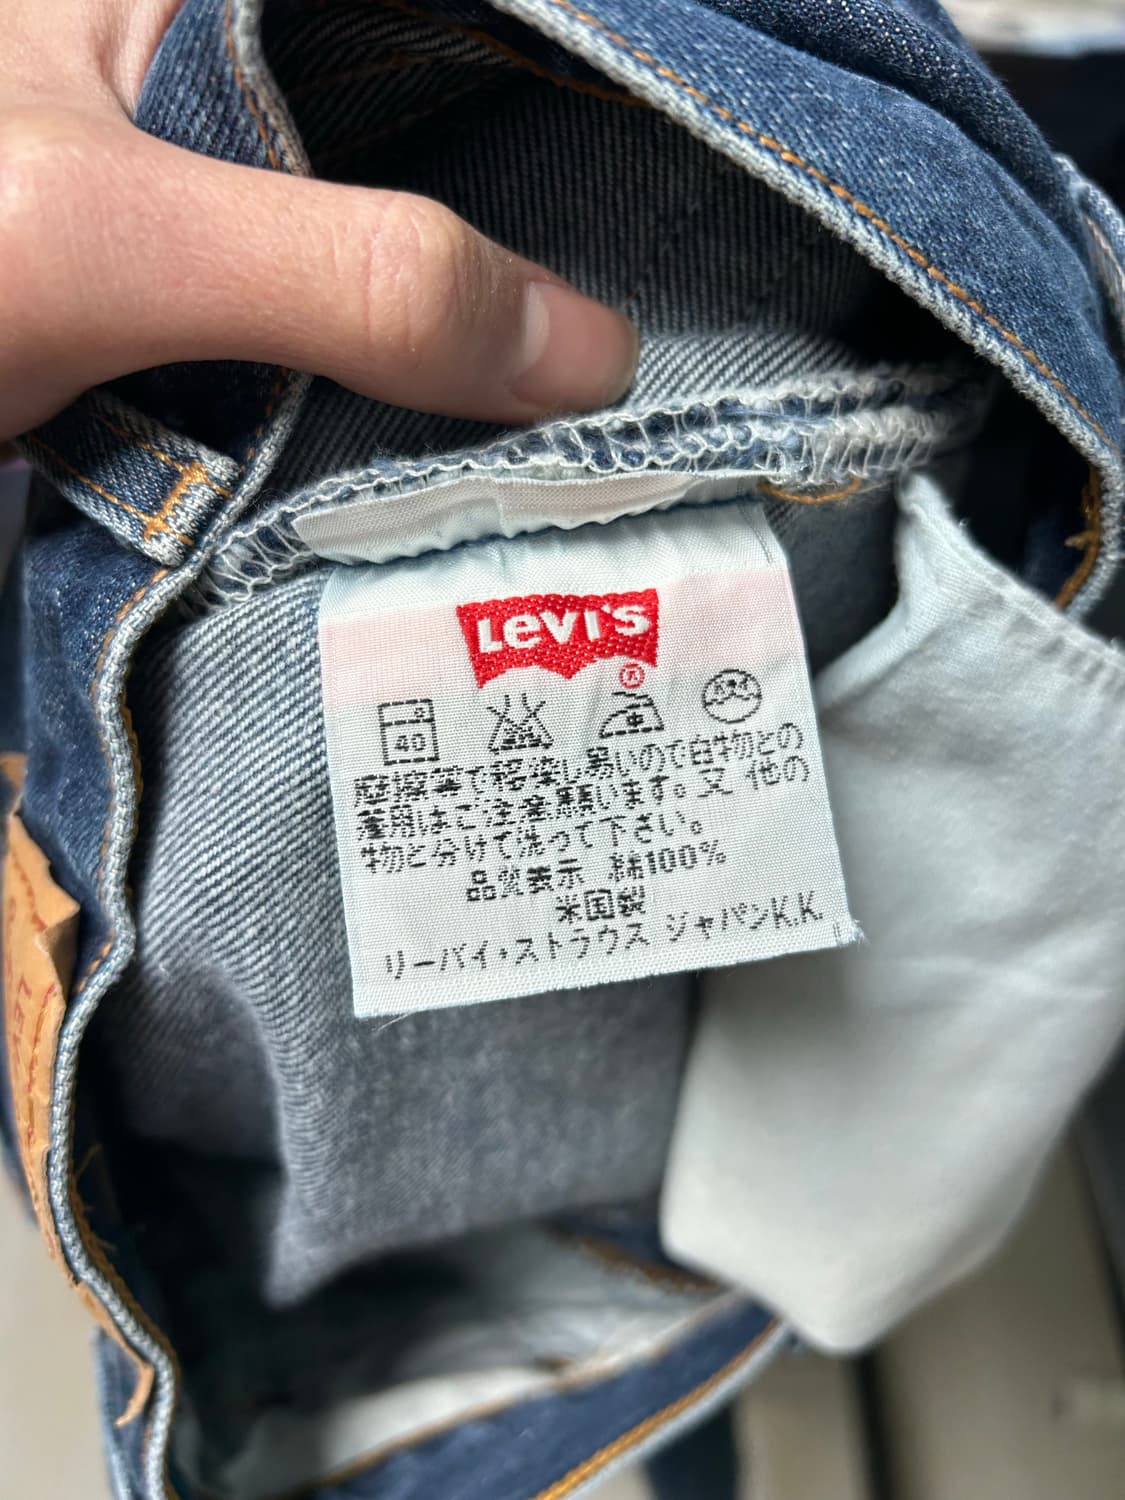 Levi's
®
40
摩擦等で移染し易いので白物との
着用はご注意願います。又 他の
物と分けて洗って下さい。
品質表示 綿100%
米国製
リーバイ・ストラウス ジャパンK.K.